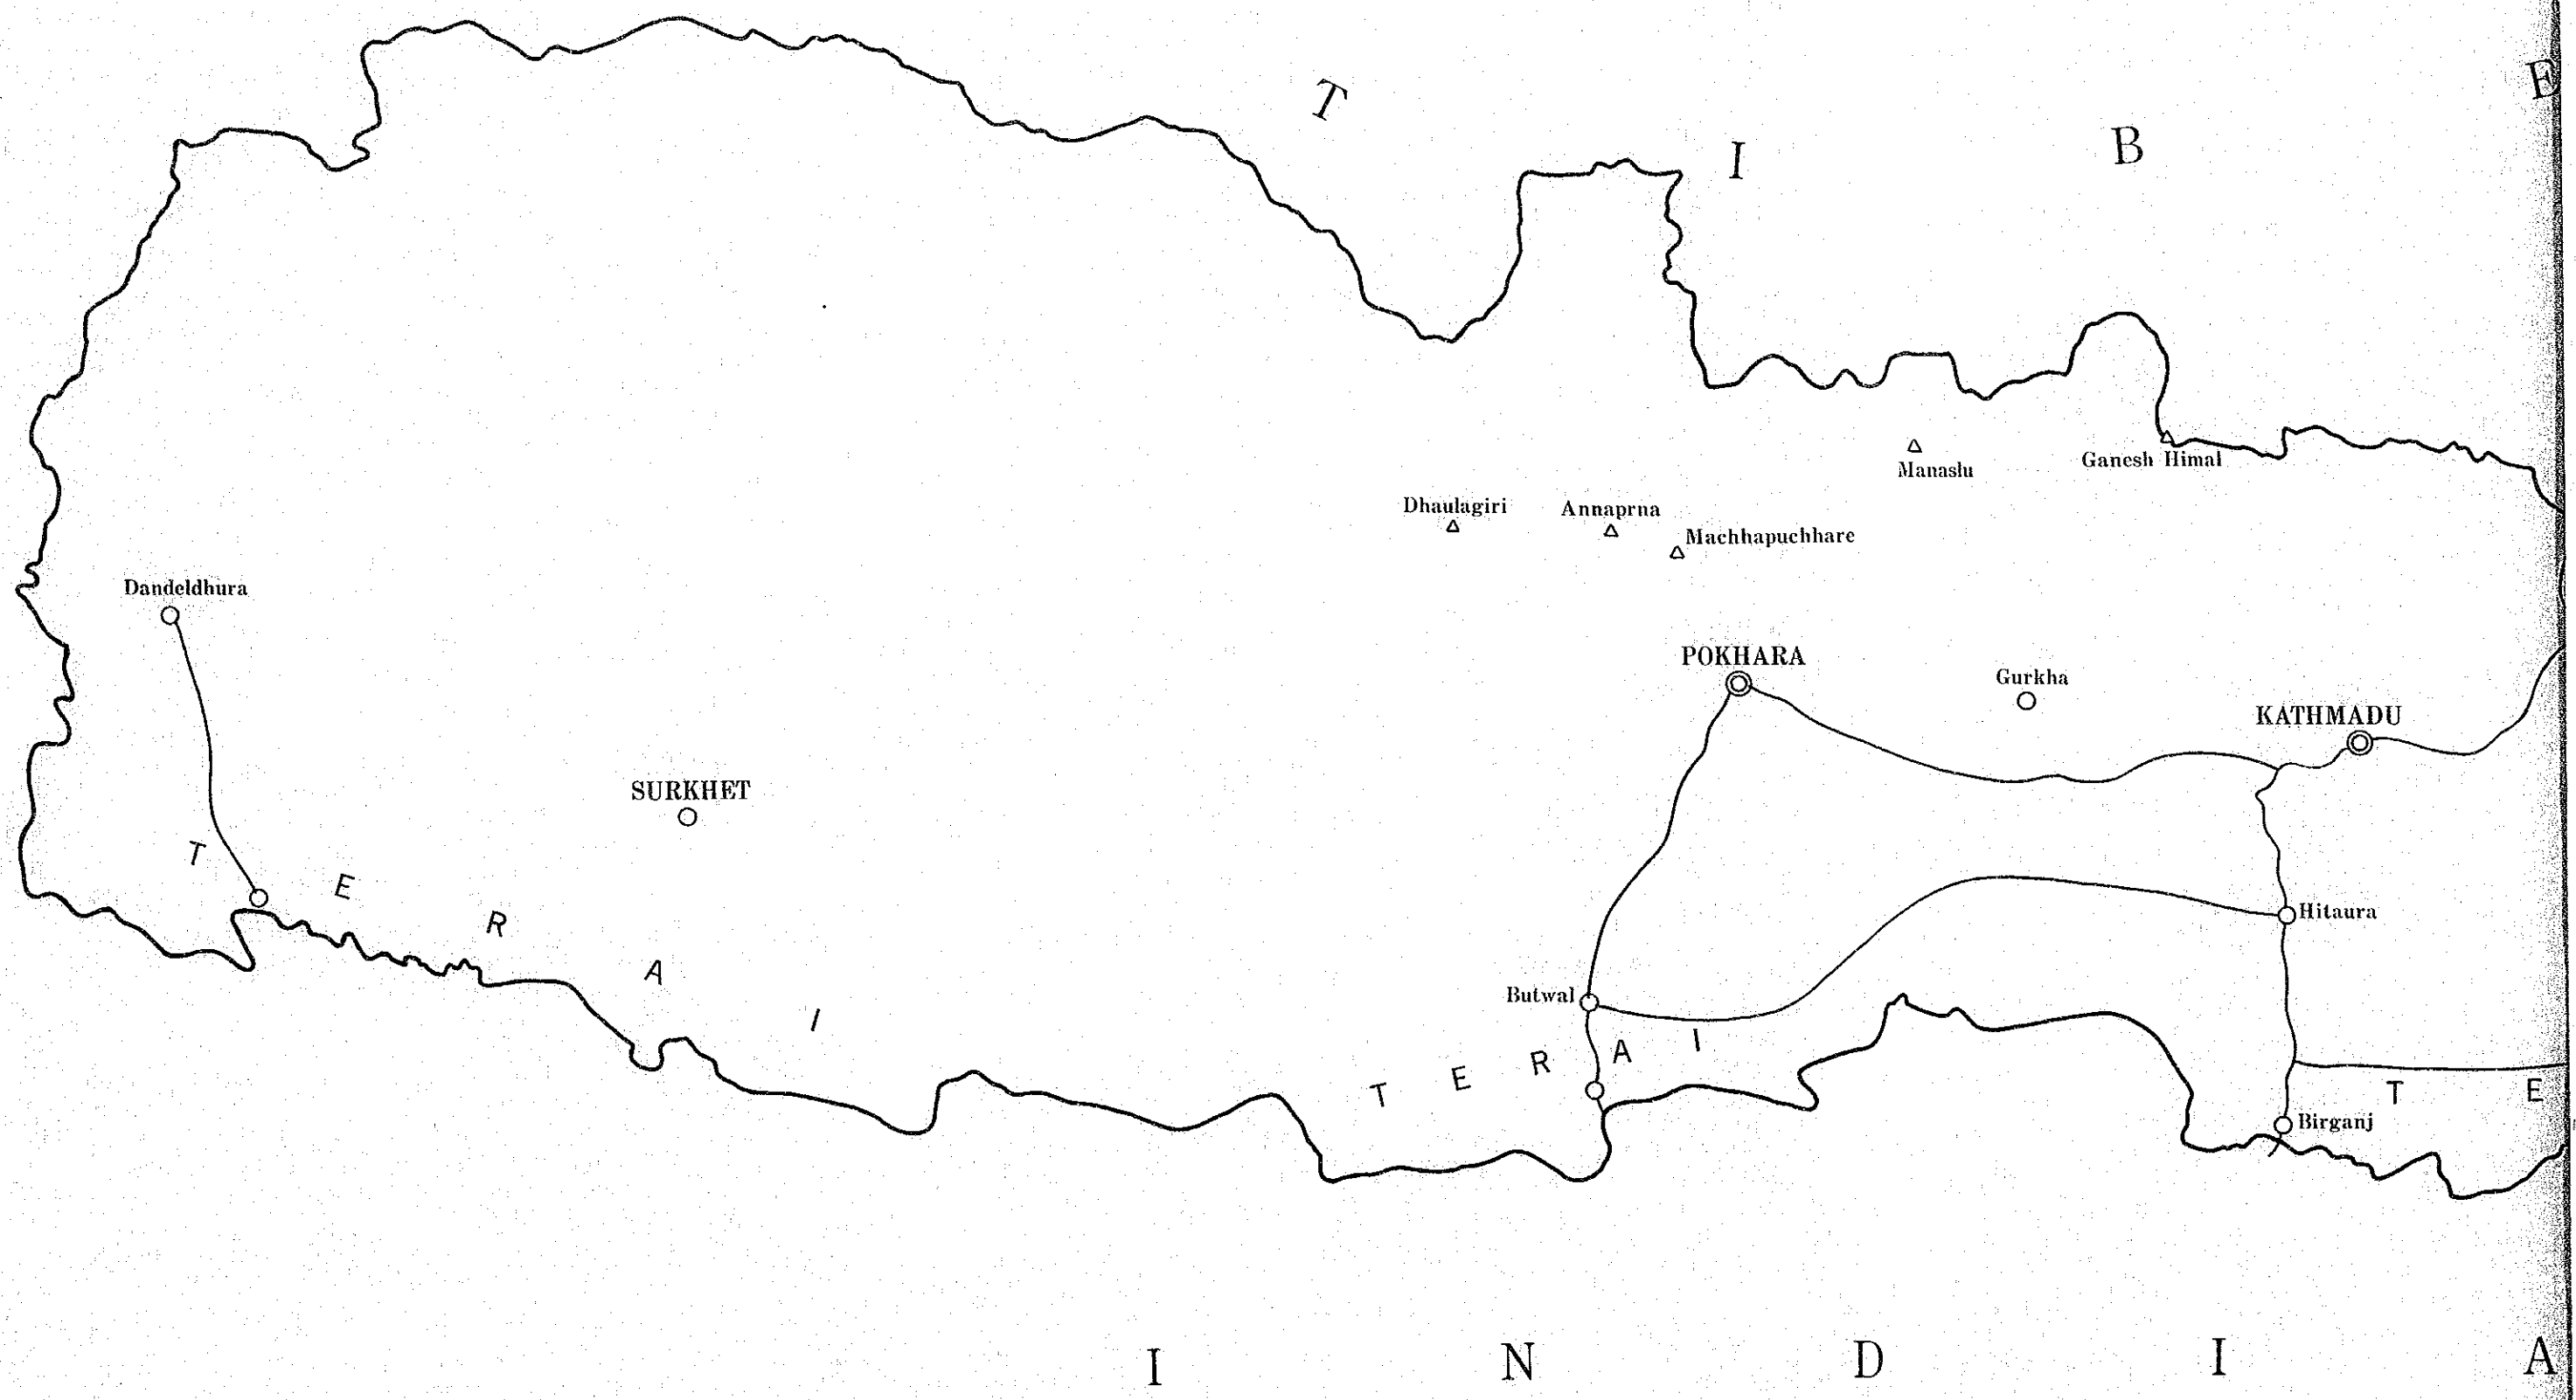 T I B E
Manaslu
Ganesh Himal
Dhaulagiri
Annaprna
Machhapuchhare
Dandeldhura
POKHARA
Gurkha
KATHMADU
SURKHET
T E R A I
Hitaura
Butwal
T E R A I
T E
Birganj
I N D I A